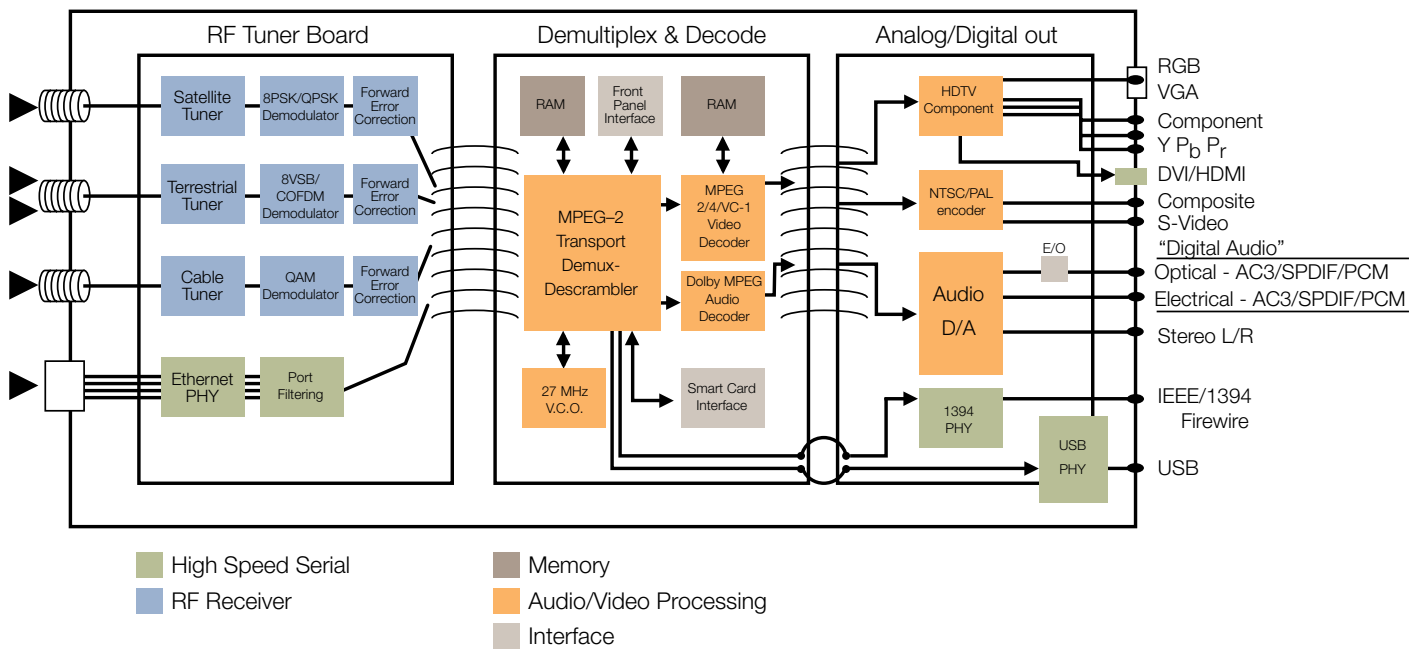 RF Tuner Board
Demultiplex & Decode
Analog/Digital out
Satellite
Tuner
8PSK/QPSK
Demodulator
Forward
Error
Correction
Terrestrial
Tuner
8VSB/
COFDM
Demodulator
Forward
Error
Correction
Cable
Tuner
QAM
Demodulator
Forward
Error
Correction
Ethernet
PHY
Port
Filtering
RAM
Front
Panel
Interface
RAM
MPEG–2
Transport
Demux-
Descrambler
MPEG
2/4/VC-1
Video
Decoder
Dolby MPEG
Audio
Decoder
27 MHz
V.C.O.
Smart Card
Interface
HDTV
Component
NTSC/PAL
encoder
E/O
Audio
D/A
1394
PHY
USB
PHY
RGB
VGA
Component
Y Pb Pr
DVI/HDMI
Composite
S-Video
“Digital Audio”
Optical - AC3/SPDIF/PCM
Electrical - AC3/SPDIF/PCM
Stereo L/R
IEEE/1394
Firewire
USB
High Speed Serial
RF Receiver
Memory
Audio/Video Processing
Interface